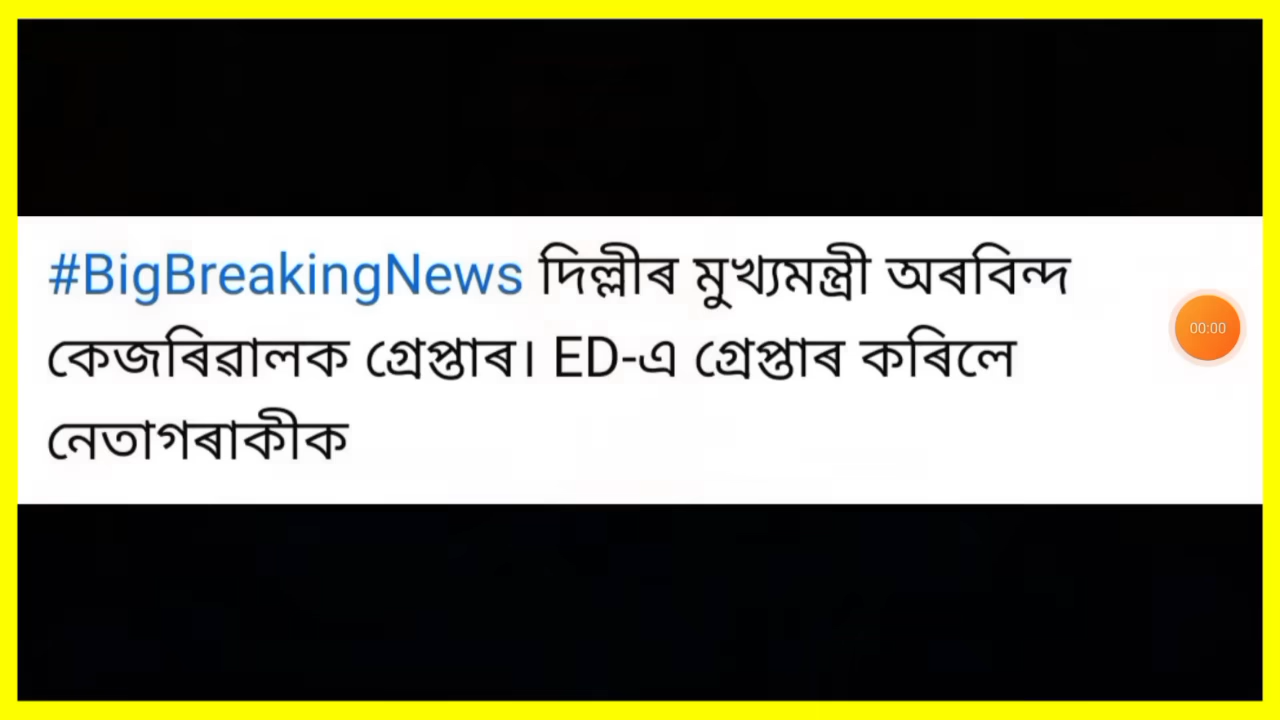 #BigBreakingNews দিল্লীৰ মুখ্যমন্ত্ৰী অৰবিন্দ
কেজৰিৱালক গ্ৰেপ্তাৰ। ED-এ গ্ৰেপ্তাৰ কৰিলে
নেতাগৰাকীক
00:00